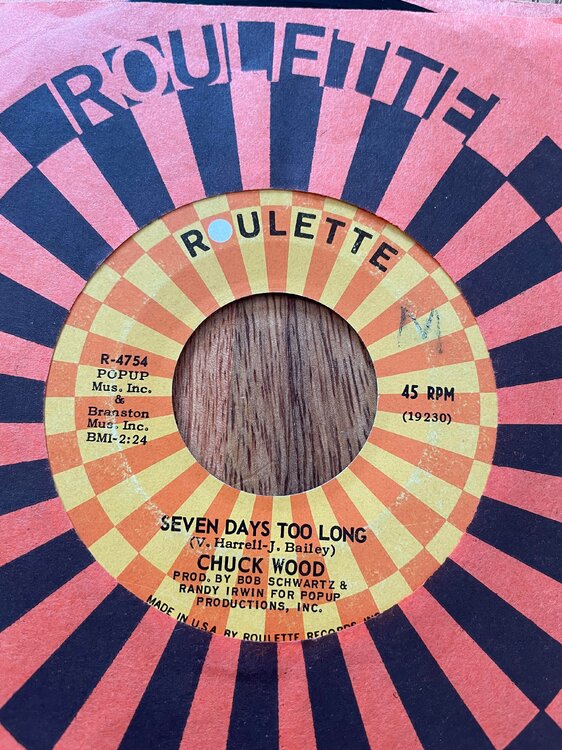 ROULETTE
ROULETTE
R-4754
POPUP
Mus. Inc.
&
Branston
Mus. Inc.
BMI-2:24
M
45 RPM
(19230)
SEVEN DAYS TOO LONG
(V. Harrell-J. Bailey)
CHUCK WOOD
PROD. BY BOB SCHWARTZ &
RANDY IRWIN FOR POPUP
PRODUCTIONS, INC.
MADE IN U.S.A. BY ROULETTE RECORDS INC